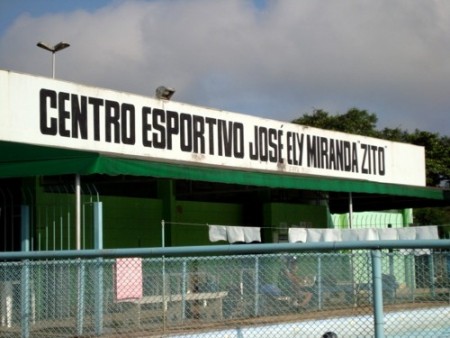 CENTRO ESPORTIVO JOSÉ ELY MIRANDA "ZITO"